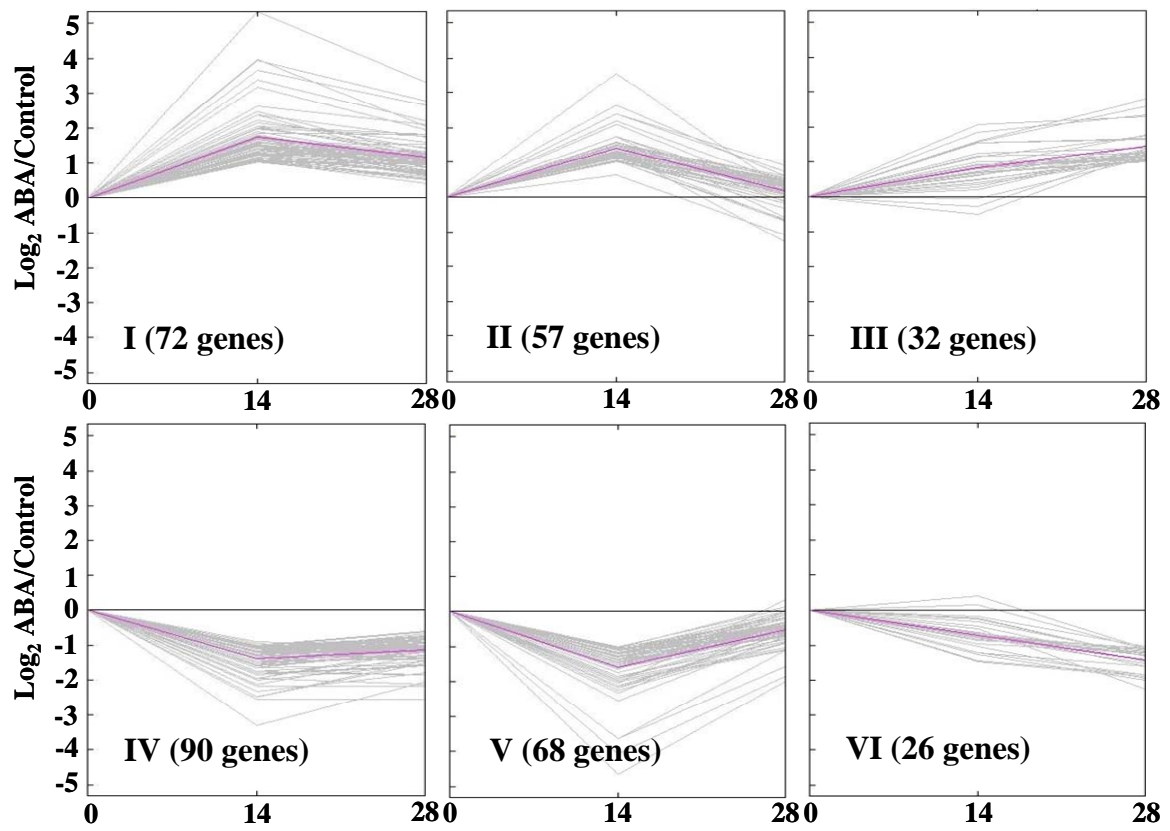 Log2 ABA/Control
5
4
3
2
1
0
-1
-2
-3
-4
-5
I (72 genes)
II (57 genes)
III (32 genes)
0 14 28 0 14 28 0 14 28
Log2 ABA/Control
5
4
3
2
1
0
-1
-2
-3
-4
-5
IV (90 genes)
V (68 genes)
VI (26 genes)
0 14 28 0 14 28 0 14 28